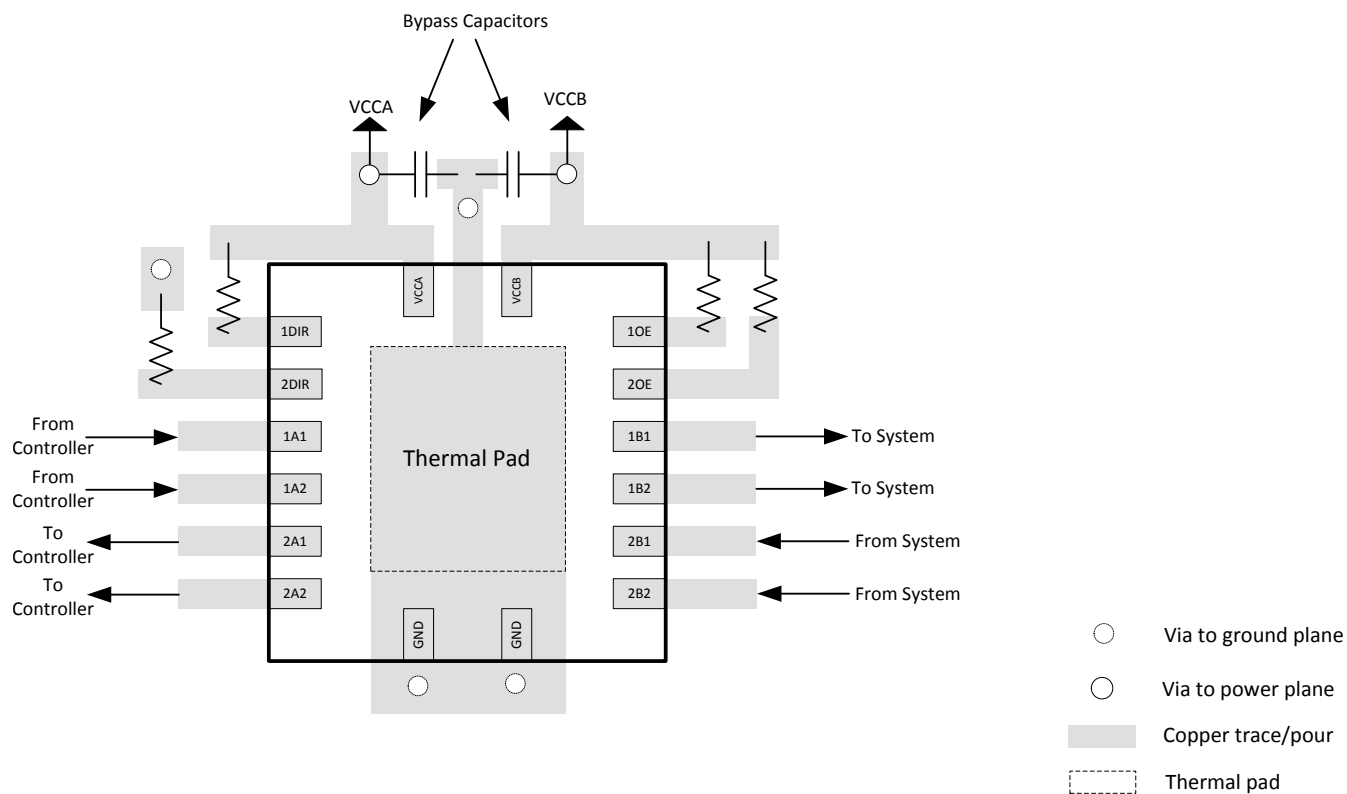 Bypass Capacitors
VCCA
VCCB
VCCA
VCCB
1DIR
1OE
2DIR
2OE
From
Controller
1A1
1B1
To System
From
Controller
1A2
1B2
To System
To
Controller
2A1
2B1
From System
To
Controller
2A2
2B2
From System
Thermal Pad
GND
GND
Via to ground plane
Via to power plane
Copper trace/pour
Thermal pad